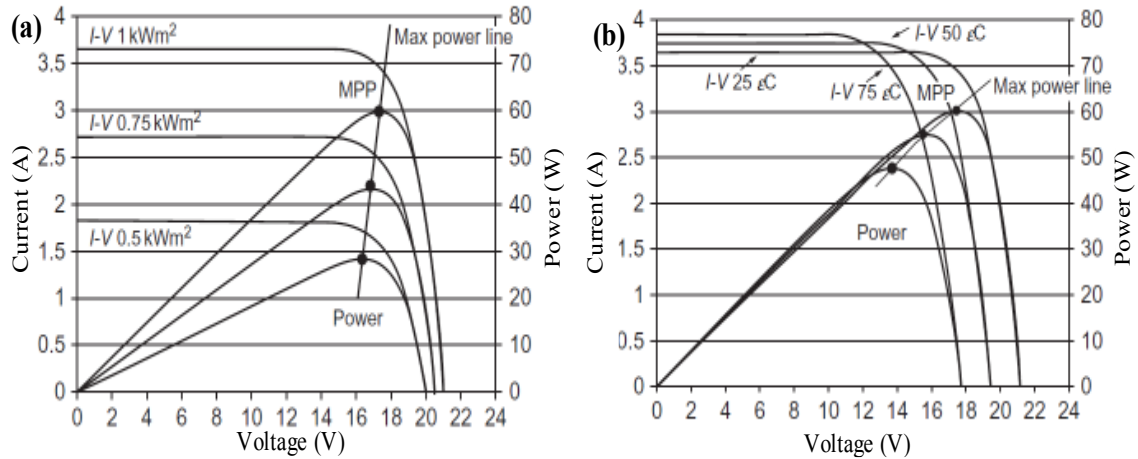 (a)
I-V 1 kWm²
Max power line
MPP
I-V 0.75 kWm²
I-V 0.5 kWm²
Power
4
3.5
3
2.5
2
1.5
1
0.5
0
Current (A)
80
70
60
50
40
30
20
10
0
Power (W)
0 2 4 6 8 10 12 14 16 18 20 22 24
Voltage (V)
(b)
I-V 50 εC
I-V 25 εC
I-V 75 εC
MPP
Max power line
Power
4
3.5
3
2.5
2
1.5
1
0.5
0
Current (A)
80
70
60
50
40
30
20
10
0
Power (W)
0 2 4 6 8 10 12 14 16 18 20 22 24
Voltage (V)